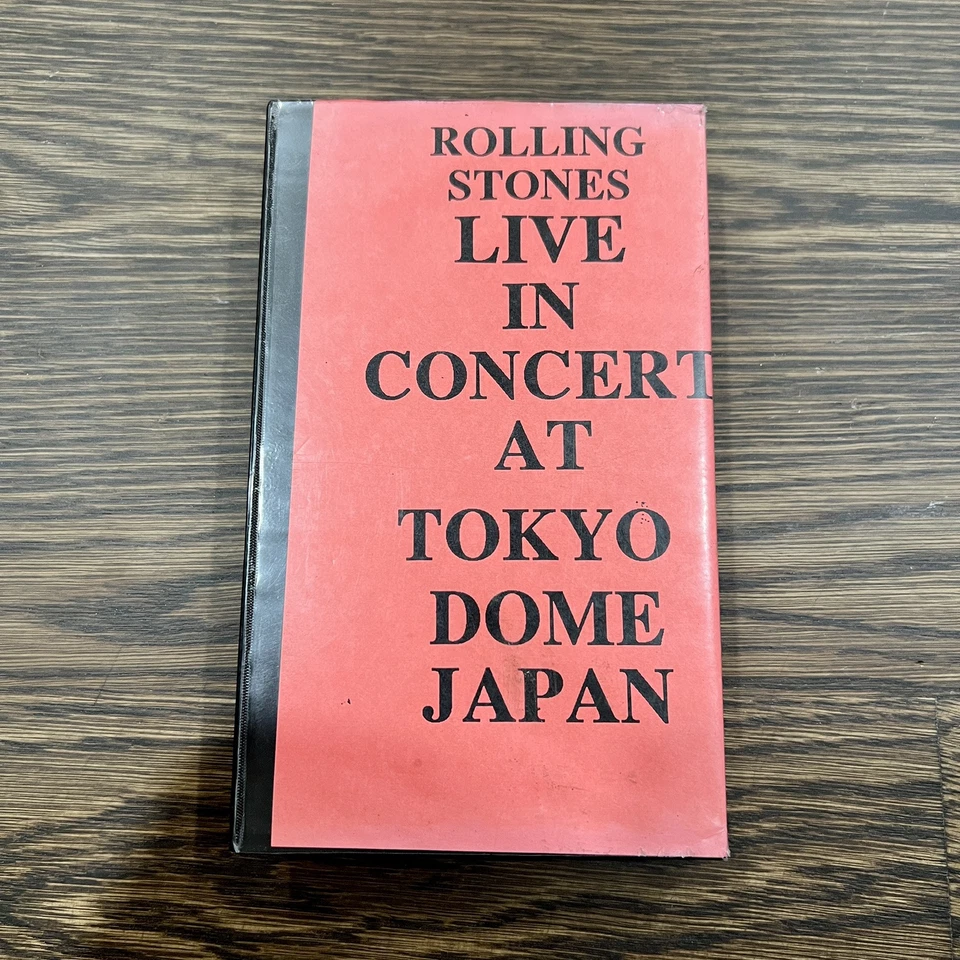 ROLLING
STONES
LIVE
IN
CONCERT
AT
TOKYO
DOME
JAPAN